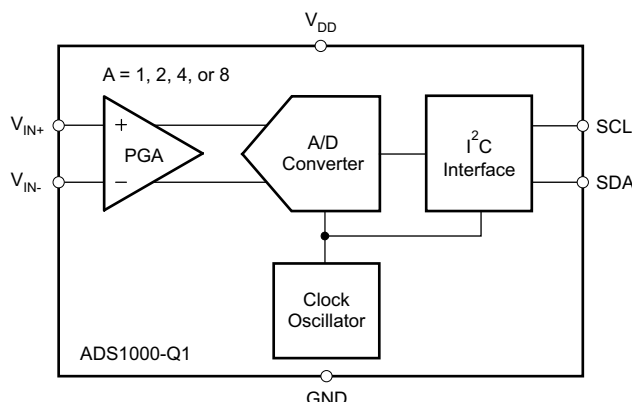 V_DD
A = 1, 2, 4, or 8
V_IN+
+
PGA
V_IN-
−
A/D
Converter
I²C
Interface
SCL
SDA
Clock
Oscillator
ADS1000-Q1
GND